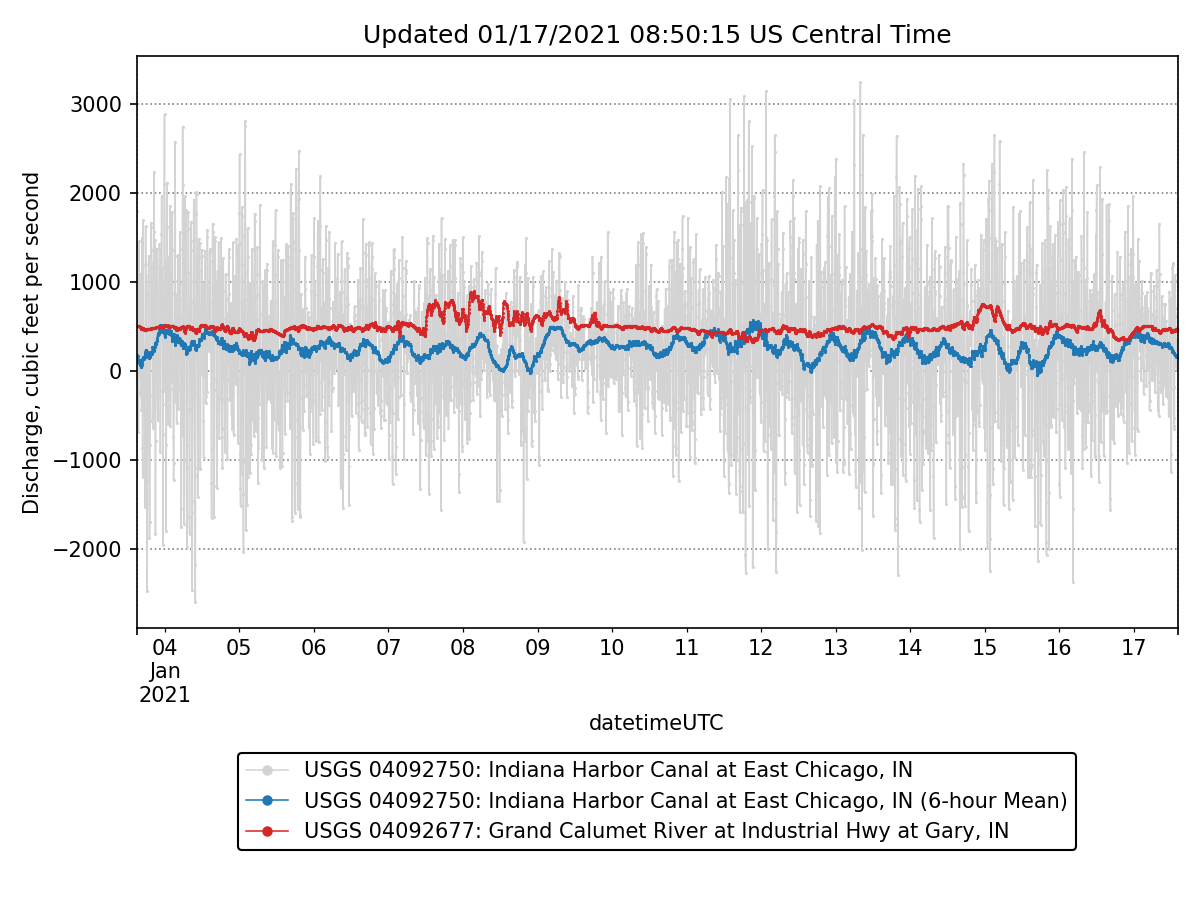 Updated 01/17/2021 08:50:15 US Central Time
Discharge, cubic feet per second
3000
2000
1000
0
−1000
−2000
04 05 06 07 08 09 10 11 12 13 14 15 16 17
Jan
2021
datetimeUTC
USGS 04092750: Indiana Harbor Canal at East Chicago, IN
USGS 04092750: Indiana Harbor Canal at East Chicago, IN (6-hour Mean)
USGS 04092677: Grand Calumet River at Industrial Hwy at Gary, IN